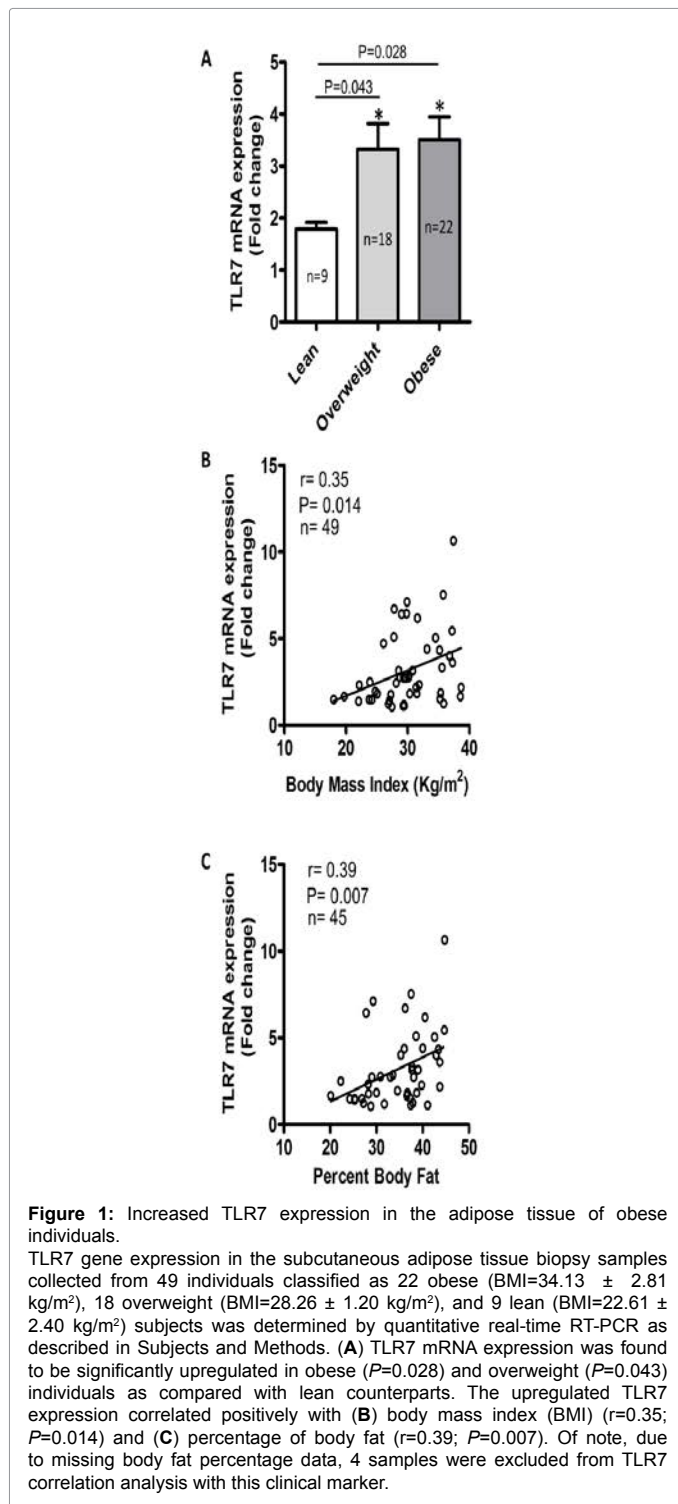 A
P=0.028
P=0.043
* *
TLR7 mRNA expression
(Fold change)
5
4
3
2
1
0
n=9
n=18
n=22
Lean
Overweight
Obese
B
r= 0.35
P= 0.014
n= 49
TLR7 mRNA expression
(Fold change)
15
10
5
0
10 20 30 40
Body Mass Index (Kg/m²)
C
r= 0.39
P= 0.007
n= 45
TLR7 mRNA expression
(Fold change)
15
10
5
0
10 20 30 40 50
Percent Body Fat
Figure 1: Increased TLR7 expression in the adipose tissue of obese
individuals.
TLR7 gene expression in the subcutaneous adipose tissue biopsy samples
collected from 49 individuals classified as 22 obese (BMI=34.13 ± 2.81
kg/m²), 18 overweight (BMI=28.26 ± 1.20 kg/m²), and 9 lean (BMI=22.61 ±
2.40 kg/m²) subjects was determined by quantitative real-time RT-PCR as
described in Subjects and Methods. (A) TLR7 mRNA expression was found
to be significantly upregulated in obese (P=0.028) and overweight (P=0.043)
individuals as compared with lean counterparts. The upregulated TLR7
expression correlated positively with (B) body mass index (BMI) (r=0.35;
P=0.014) and (C) percentage of body fat (r=0.39; P=0.007). Of note, due
to missing body fat percentage data, 4 samples were excluded from TLR7
correlation analysis with this clinical marker.